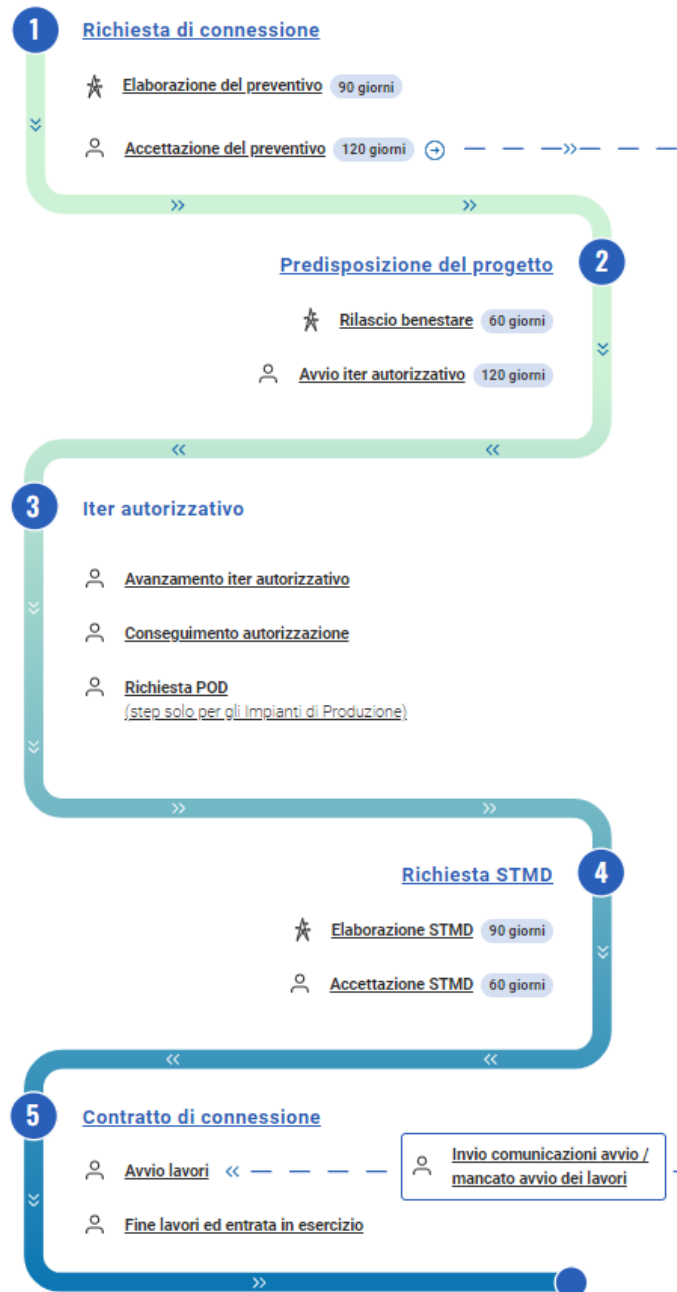 1 Richiesta di connessione
Elaborazione del preventivo 90 giorni
Accettazione del preventivo 120 giorni
2
Predisposizione del progetto
Rilascio benestare 60 giorni
Avvio iter autorizzativo 120 giorni
3 Iter autorizzativo
Avanzamento iter autorizzativo
Conseguimento autorizzazione
Richiesta POD
(step solo per gli Impianti di Produzione)
Richiesta STMD 4
Elaborazione STMD 90 giorni
Accettazione STMD 60 giorni
5 Contratto di connessione
Avvio lavori
Invio comunicazioni avvio /
mancato avvio dei lavori
Fine lavori ed entrata in esercizio